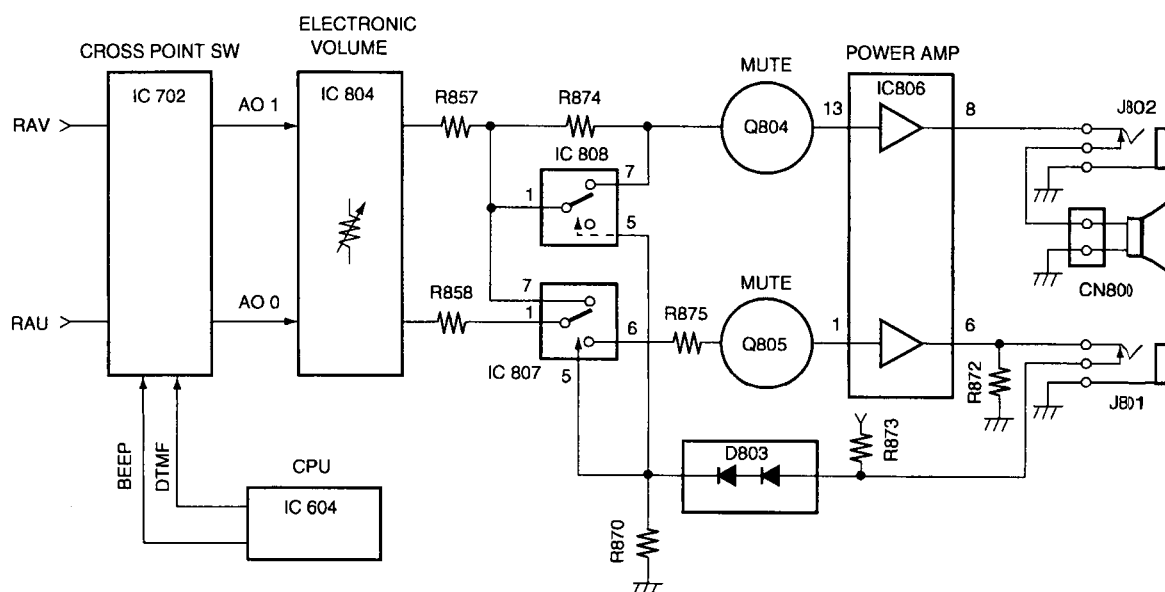 ELECTRONIC
VOLUME
CROSS POINT SW
POWER AMP
IC 702
IC 804
IC806
MUTE
RAV
AO 1
R857
R874
Q804
13
8
J802
IC 808
7
1
5
CN800
RAU
AO 0
R858
7
1
6
IC 807
5
R875
MUTE
Q805
1
6
R872
J801
BEEP
DTMF
CPU
IC 604
R870
D803
R873